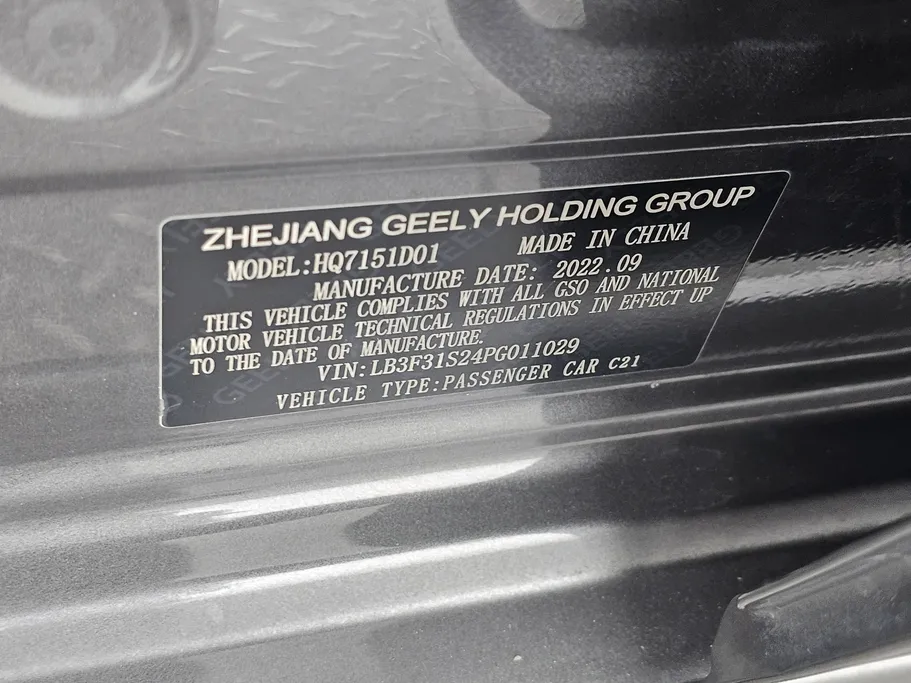 ZHEJIANG GEELY HOLDING GROUP
MODEL:HQ7151D01 MADE IN CHINA
MANUFACTURE DATE: 2022.09
THIS VEHICLE COMPLIES WITH ALL GSO AND NATIONAL
MOTOR VEHICLE TECHNICAL REGULATIONS IN EFFECT UP
TO THE DATE OF MANUFACTURE.
VIN:LB3F31S24PG011029
VEHICLE TYPE:PASSENGER CAR C21